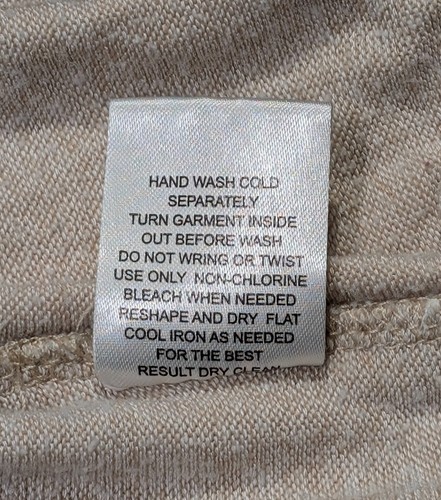 HAND WASH COLD
SEPARATELY
TURN GARMENT INSIDE
OUT BEFORE WASH
DO NOT WRING OR TWIST
USE ONLY NON-CHLORINE
BLEACH WHEN NEEDED
RESHAPE AND DRY FLAT
COOL IRON AS NEEDED
FOR THE BEST
RESULT DRY